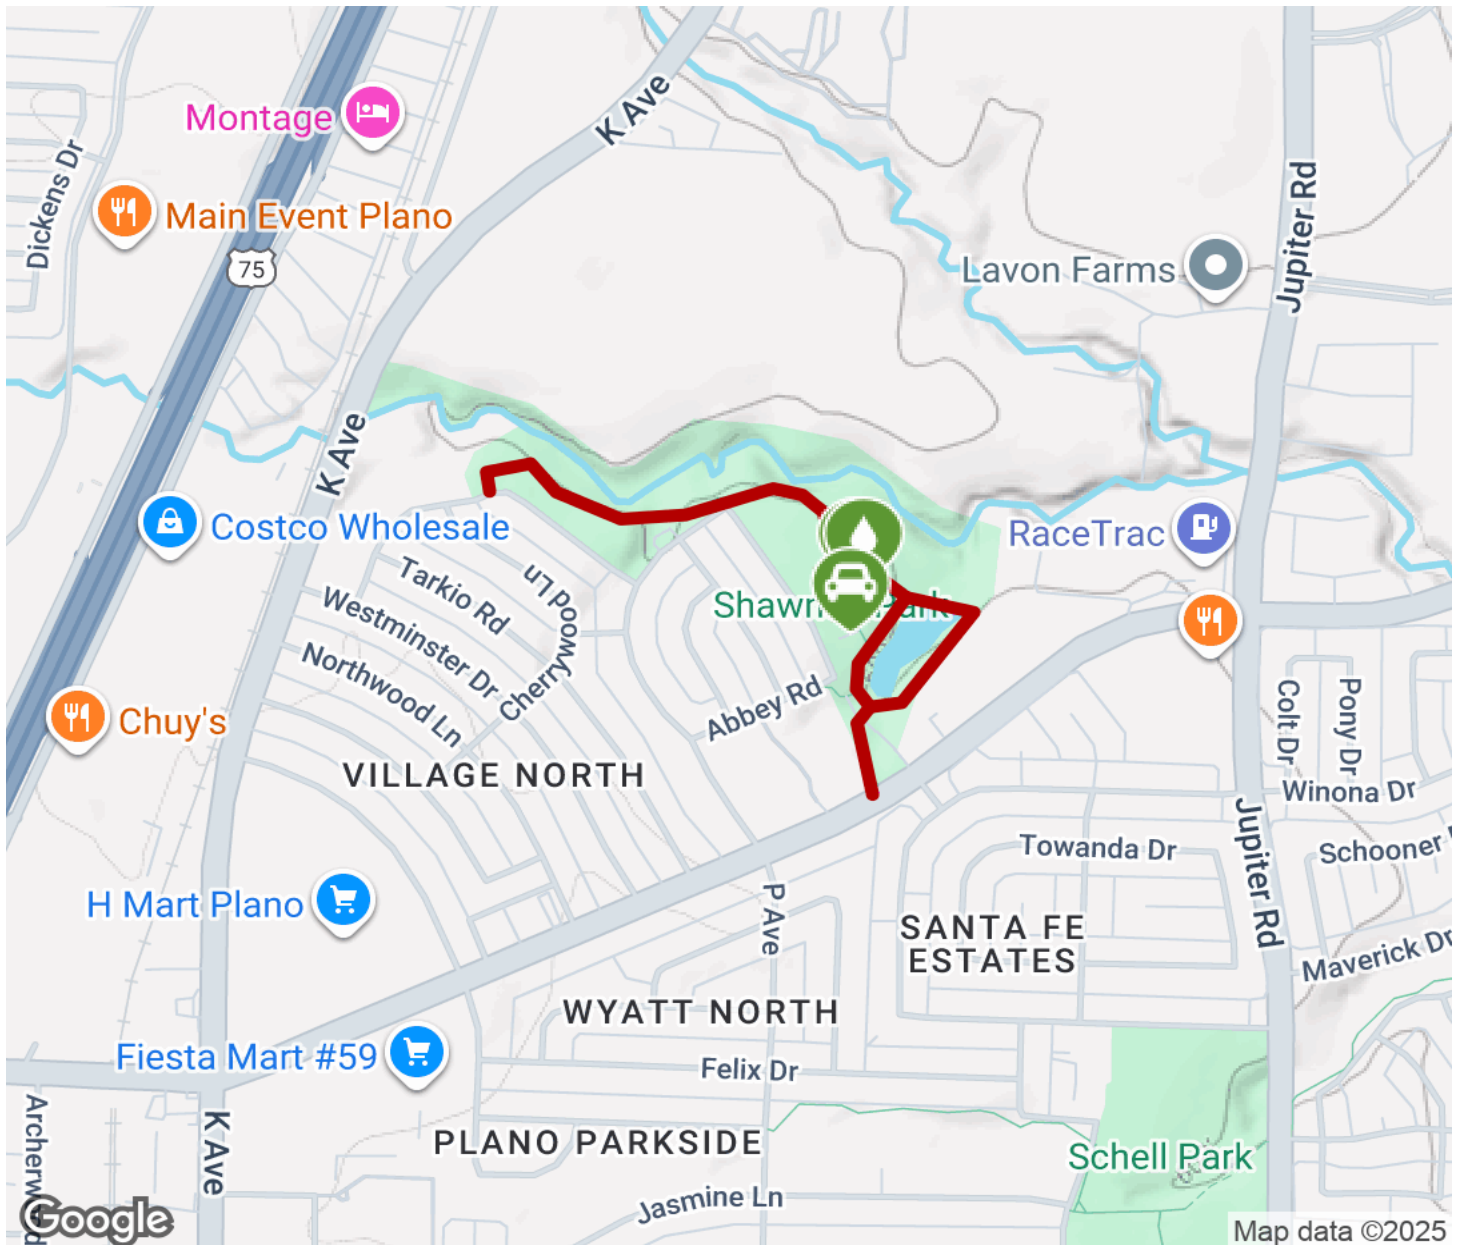 Montage
K Ave
Dickens Dr
Main Event Plano
75
Jupiter Rd
Lavon Farms
K Ave
Costco Wholesale
RaceTrac
Tarkio Rd
Cherrywood Ln
Westminster Dr
Northwood Ln
Abbey Rd
Chuy's
VILLAGE NORTH
Colt Dr
Pony Dr
Winona Dr
Towanda Dr
Schooner
Jupiter Rd
H Mart Plano
P Ave
SANTA FE
ESTATES
Maverick Dr
WYATT NORTH
Fiesta Mart #59
Felix Dr
K Ave
PLANO PARKSIDE
Schell Park
Jasmine Ln
Google
Map data ©2025